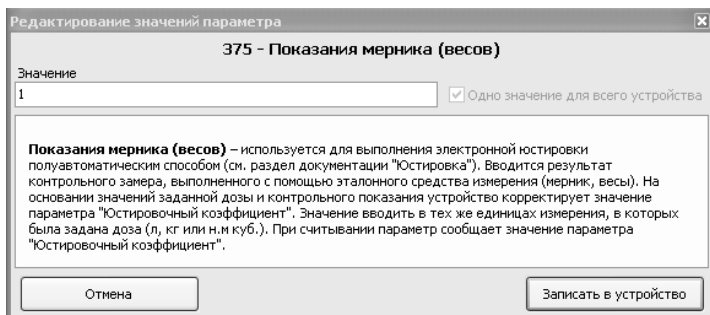 Редактирование значений параметра
375 - Показания мерника (весов)
Значение
1
Одно значение для всего устройства
Показания мерника (весов) – используется для выполнения электронной юстировки
полуавтоматическим способом (см. раздел документации "Юстировка"). Вводится результат
контрольного замера, выполненного с помощью эталонного средства измерения (мерник, весы). На
основании значений заданной дозы и контрольного показания устройство корректирует значение
параметра "Юстировочный коэффициент". Значение вводить в тех же единицах измерения, в которых
была задана доза (л, кг или н.м куб.). При считывании параметр сообщает значение параметра
"Юстировочный коэффициент".
Отмена
Записать в устройство